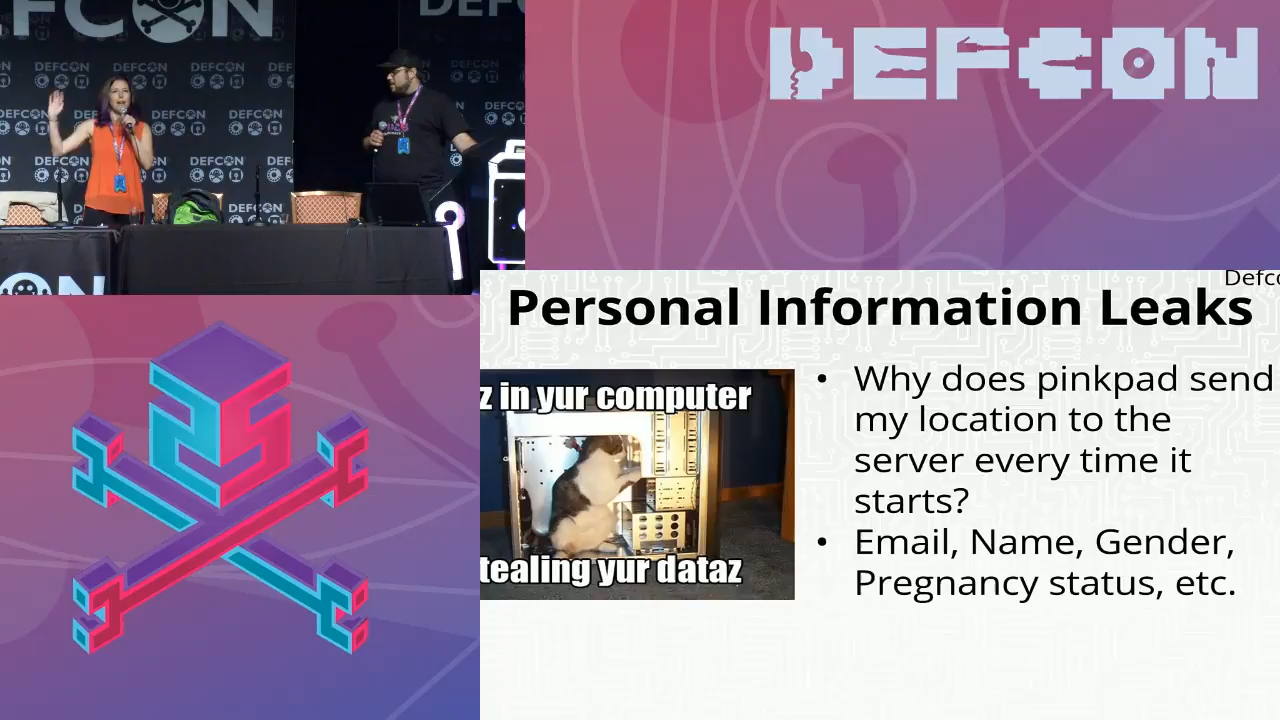 DEFCON
DEFCON
Defc
Personal Information Leaks
z in yur computer
tealing yur dataz
• Why does pinkpad send
my location to the
server every time it
starts?
• Email, Name, Gender,
Pregnancy status, etc.